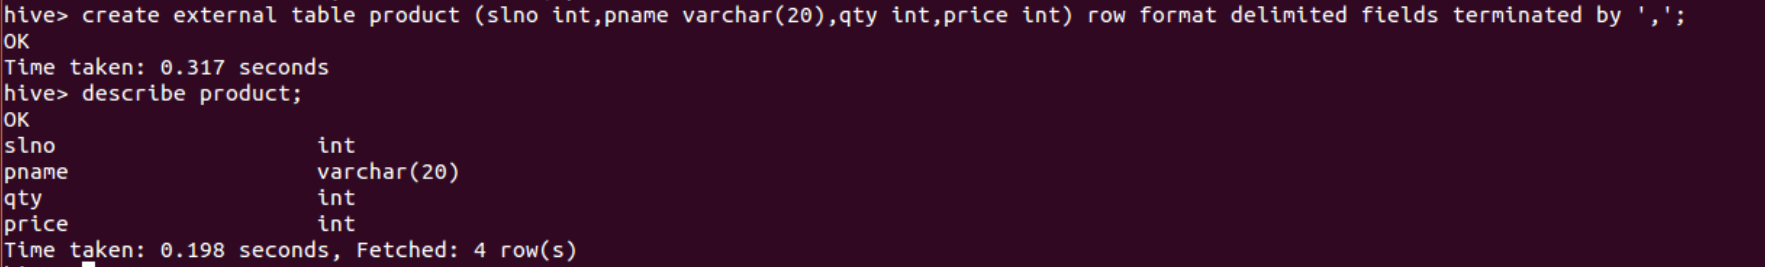 hive> create external table product (slno int,pname varchar(20),qty int,price int) row format delimited fields terminated by ',';
OK
Time taken: 0.317 seconds
hive> describe product;
OK
slno                	int
pname               	varchar(20)
qty                 	int
price               	int
Time taken: 0.198 seconds, Fetched: 4 row(s)